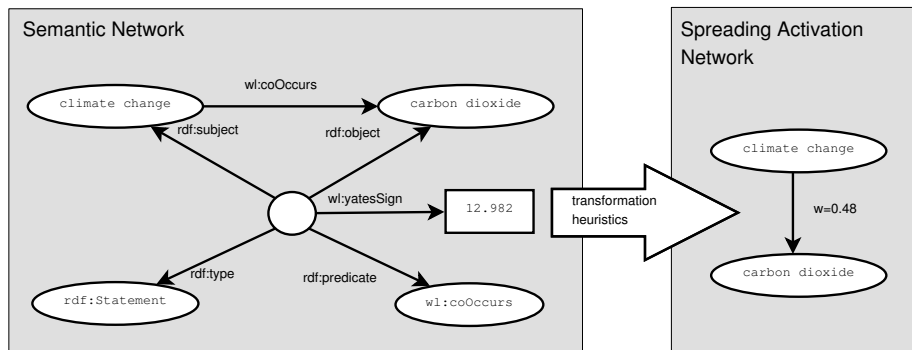 Semantic Network
climate change
wl:coOccurs
carbon dioxide
rdf:subject
rdf:object
wl:yatesSign
12.982
rdf:type
rdf:predicate
rdf:Statement
wl:coOccurs
transformation
heuristics
Spreading Activation
Network
climate change
w=0.48
carbon dioxide